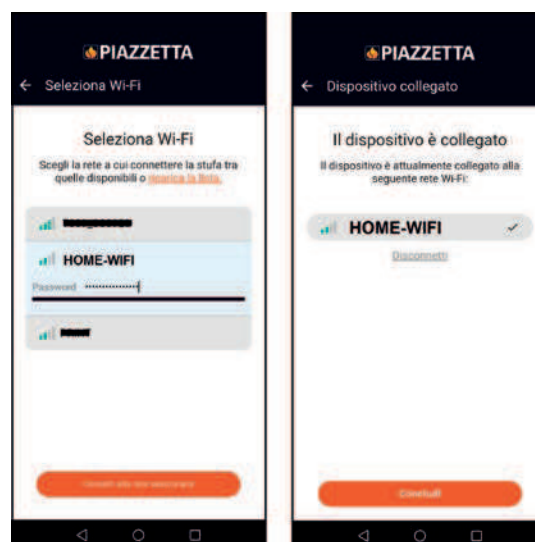 PIAZZETTA
← Seleziona Wi-Fi
Seleziona Wi-Fi
Scegli la rete a cui connettere la stufa tra
quelle disponibili o ricarica la lista.
HOME-WIFI
Password ···············
PIAZZETTA
← Dispositivo collegato
Il dispositivo è collegato
Il dispositivo è attualmente collegato alla
seguente rete Wi-Fi:
HOME-WIFI
Disconnetti
Concludi